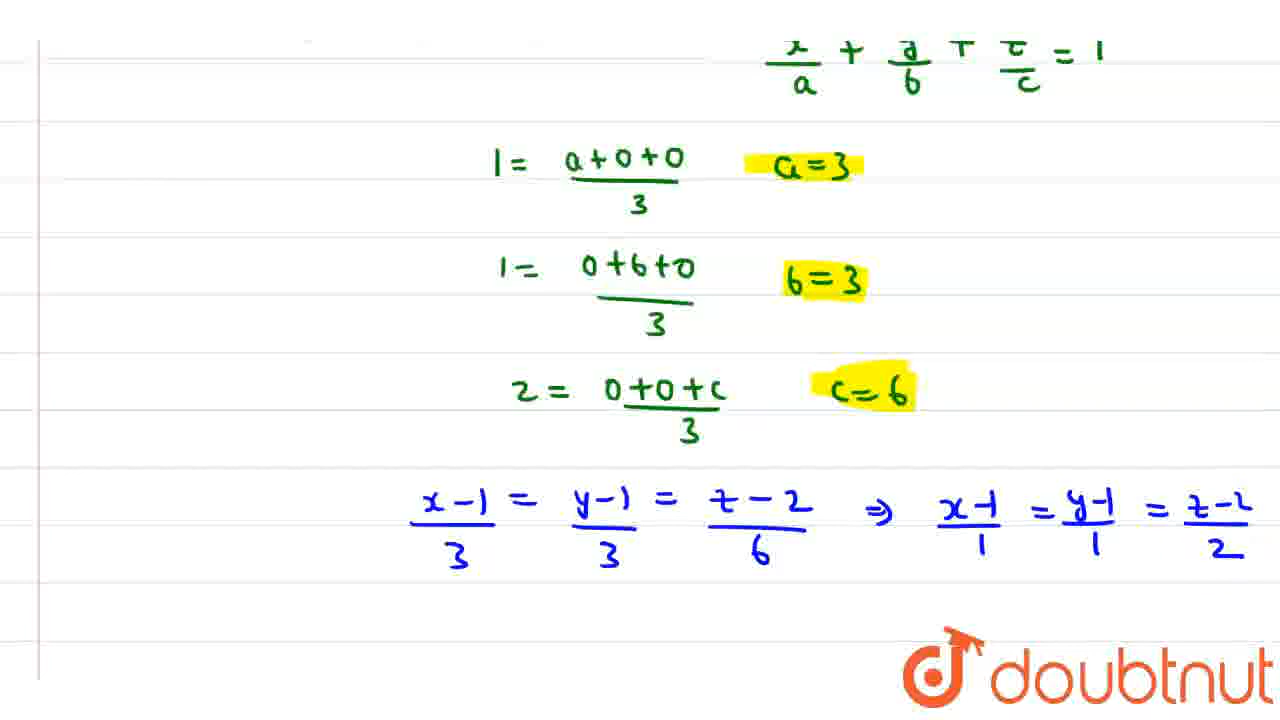 x/a + y/b + z/c = 1
1 = (a+0+0)/3 a=3
1 = (0+b+0)/3 b=3
2 = (0+0+c)/3 c=6
(x-1)/3 = (y-1)/3 = (z-2)/6 ⇒ (x-1)/1 = (y-1)/1 = (z-2)/2
doubtnut